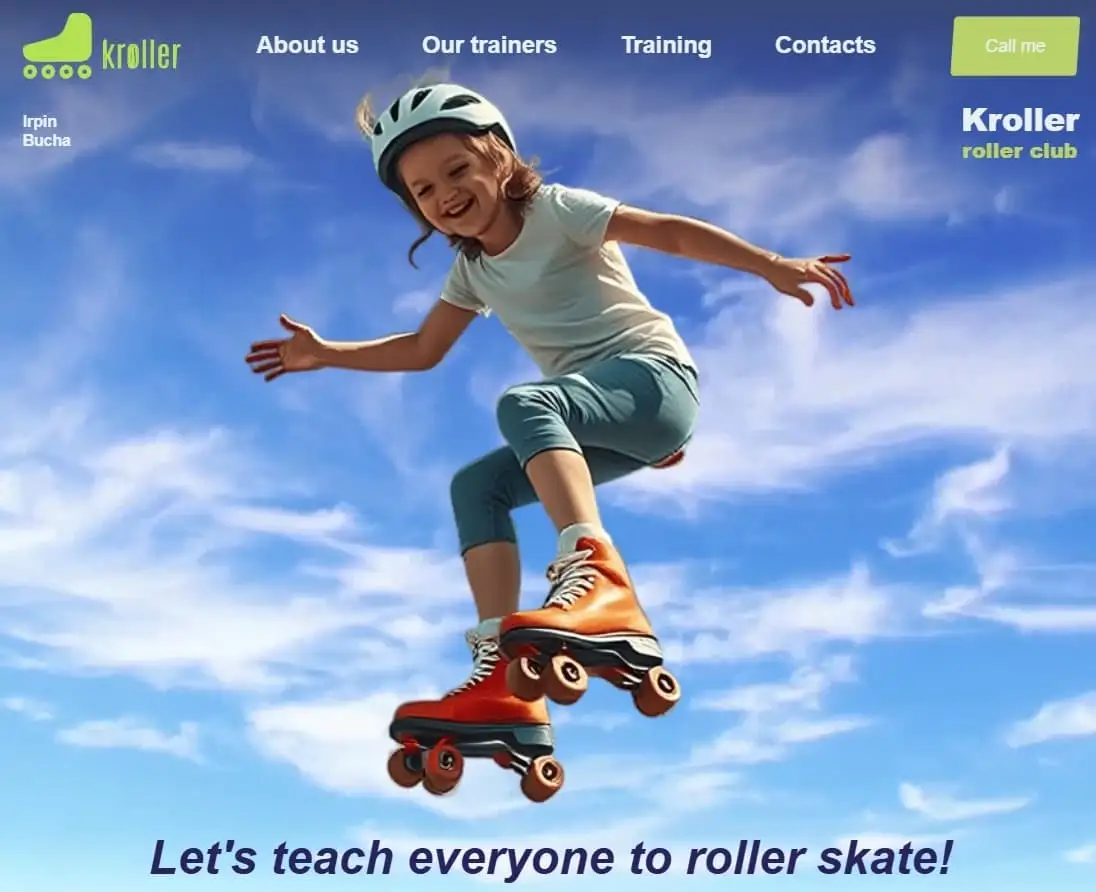 krøller
About us
Our trainers
Training
Contacts
Call me
Irpin
Bucha
Kroller
roller club
Let's teach everyone to roller skate!